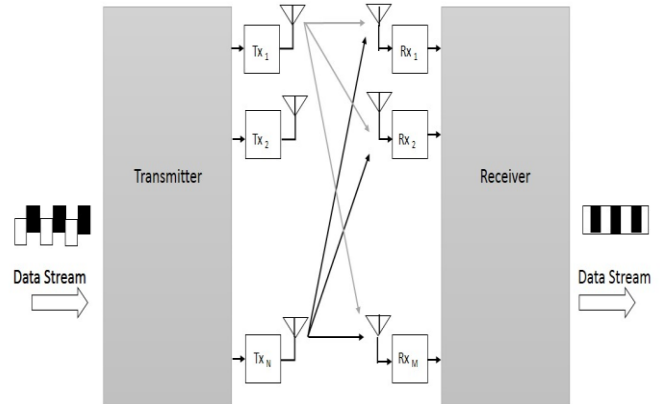 Tx 1
Rx 1
Tx 2
Rx 2
Transmitter
Receiver
Data Stream
Data Stream
Tx N
Rx M